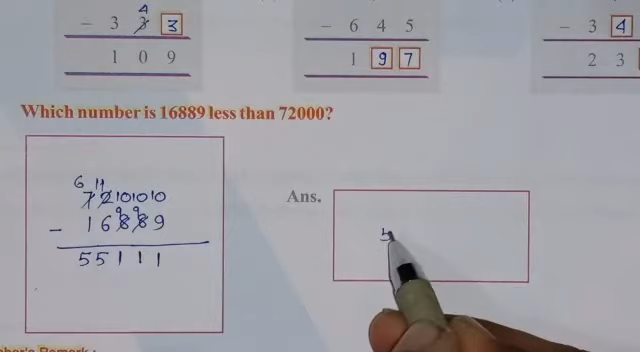 4
- 3 3 3
- 6 4 5
- 3 4
1 0 9
1 9 7
2 3
Which number is 16889 less than 72000?
6 11
7 2 10 10 10
9 9
- 1 6 8 8 9
5 5 1 1 1
Ans.
5